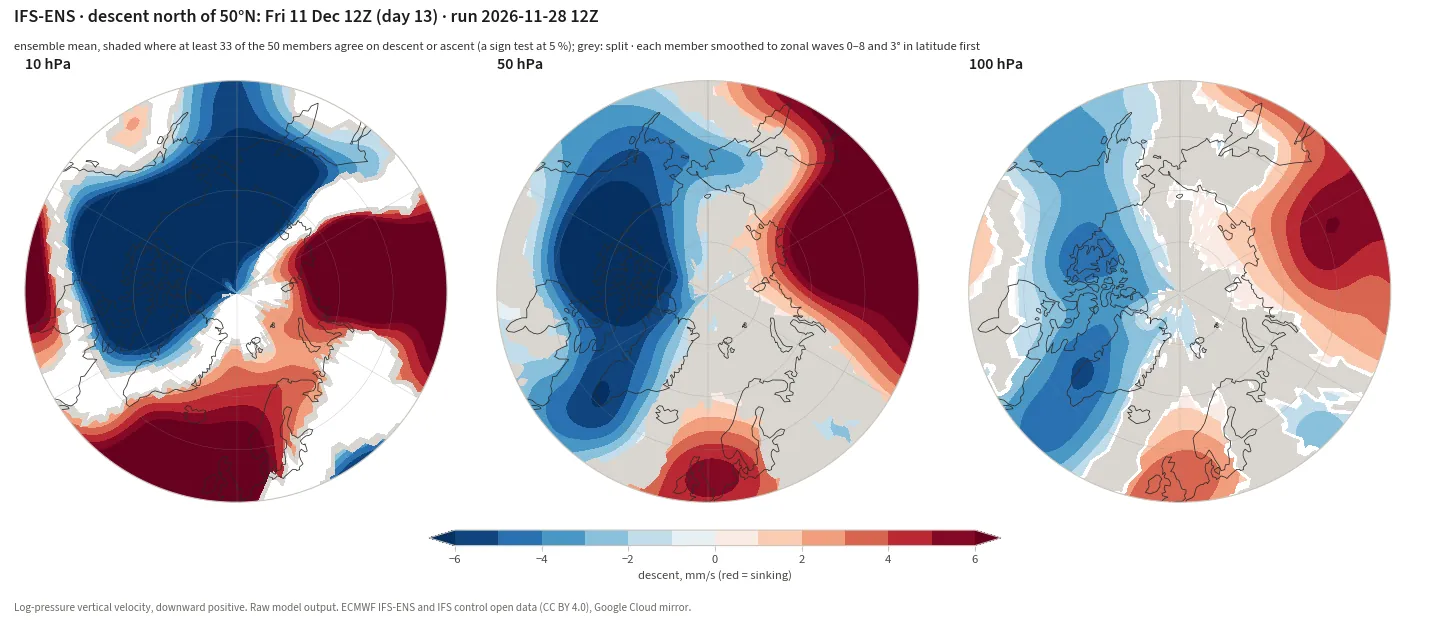 IFS-ENS · descent north of 50°N: Fri 11 Dec 12Z (day 13) · run 2026-11-28 12Z
ensemble mean, shaded where at least 33 of the 50 members agree on descent or ascent (a sign test at 5 %); grey: split · each member smoothed to zonal waves 0–8 and 3° in latitude first
10 hPa
50 hPa
100 hPa
−6 −4 −2 0 2 4 6
descent, mm/s (red = sinking)
Log-pressure vertical velocity, downward positive. Raw model output. ECMWF IFS-ENS and IFS control open data (CC BY 4.0), Google Cloud mirror.